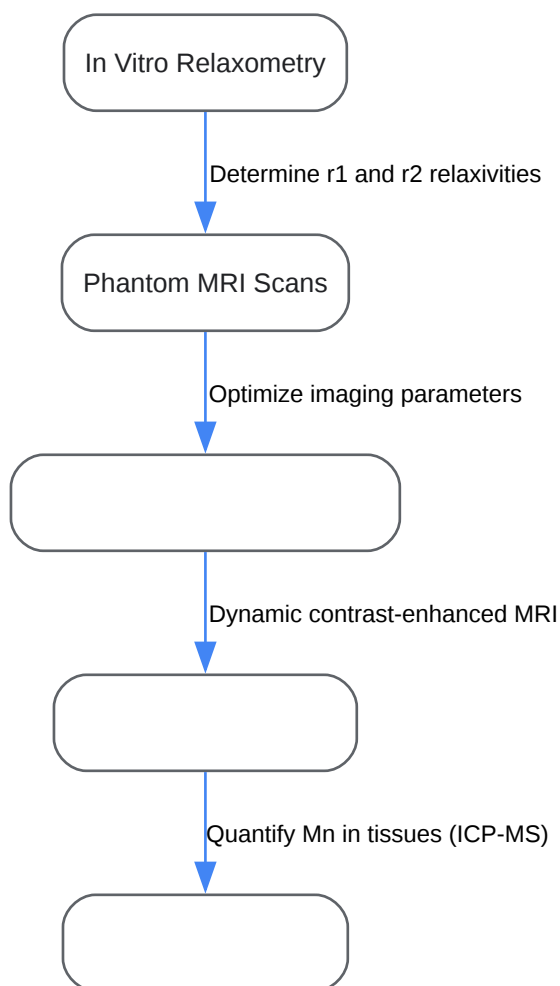 In Vitro Relaxometry
Determine r1 and r2 relaxivities
Phantom MRI Scans
Optimize imaging parameters
Dynamic contrast-enhanced MRI
Quantify Mn in tissues (ICP-MS)